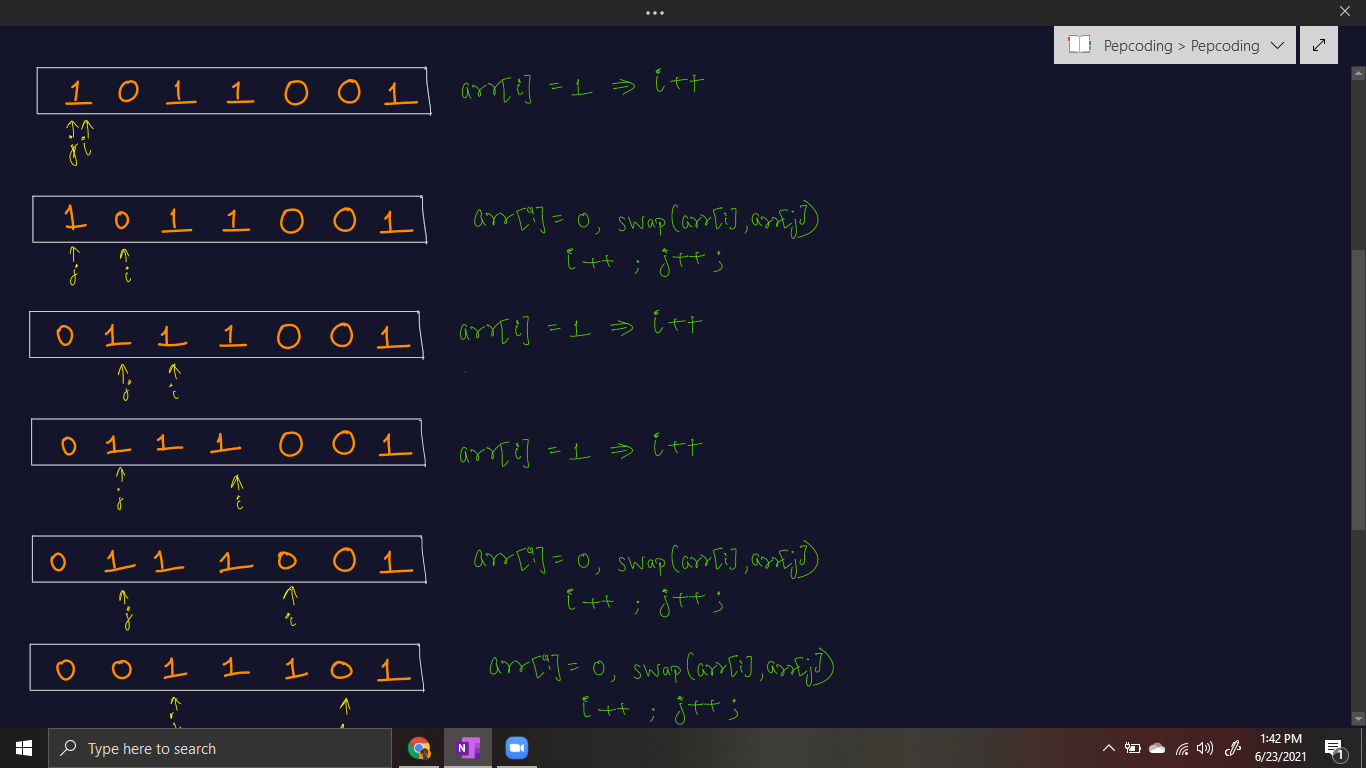 Pepcoding > Pepcoding
1 0 1 1 0 0 1
arr[i] = 1 ⇒ i++
j i
1 0 1 1 0 0 1
arr[i] = 0, swap(arr[i], arr[j])
j i
i++ ; j++ ;
0 1 1 1 0 0 1
arr[i] = 1 ⇒ i++
j i
0 1 1 1 0 0 1
arr[i] = 1 ⇒ i++
j i
0 1 1 1 0 0 1
arr[i] = 0, swap(arr[i], arr[j])
j i
i++ ; j++ ;
0 0 1 1 1 0 1
arr[i] = 0, swap(arr[i], arr[j])
i++ ; j++ ;
Type here to search
N
1:42 PM
6/23/2021
1